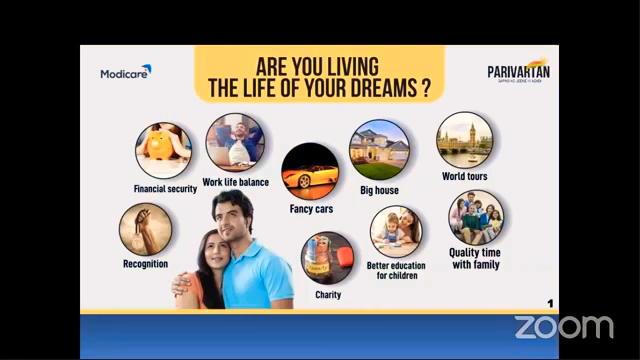 Modicare
ARE YOU LIVING
THE LIFE OF YOUR DREAMS ?
PARIVARTAN
Financial security
Work life balance
Fancy cars
Big house
World tours
Recognition
Charity
Better education
for children
Quality time
with family
1
zoom